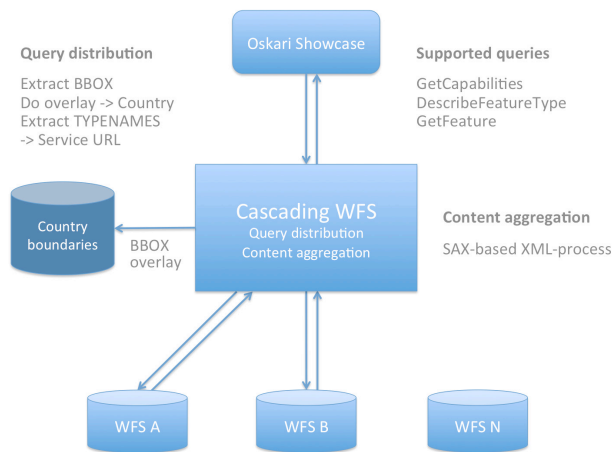 Query distribution
Extract BBOX
Do overlay -> Country
Extract TYPENAMES
-> Service URL
Oskari Showcase
Supported queries
GetCapabilities
DescribeFeatureType
GetFeature
Country
boundaries
BBOX
overlay
Cascading WFS
Query distribution
Content aggregation
Content aggregation
SAX-based XML-process
WFS A
WFS B
WFS N